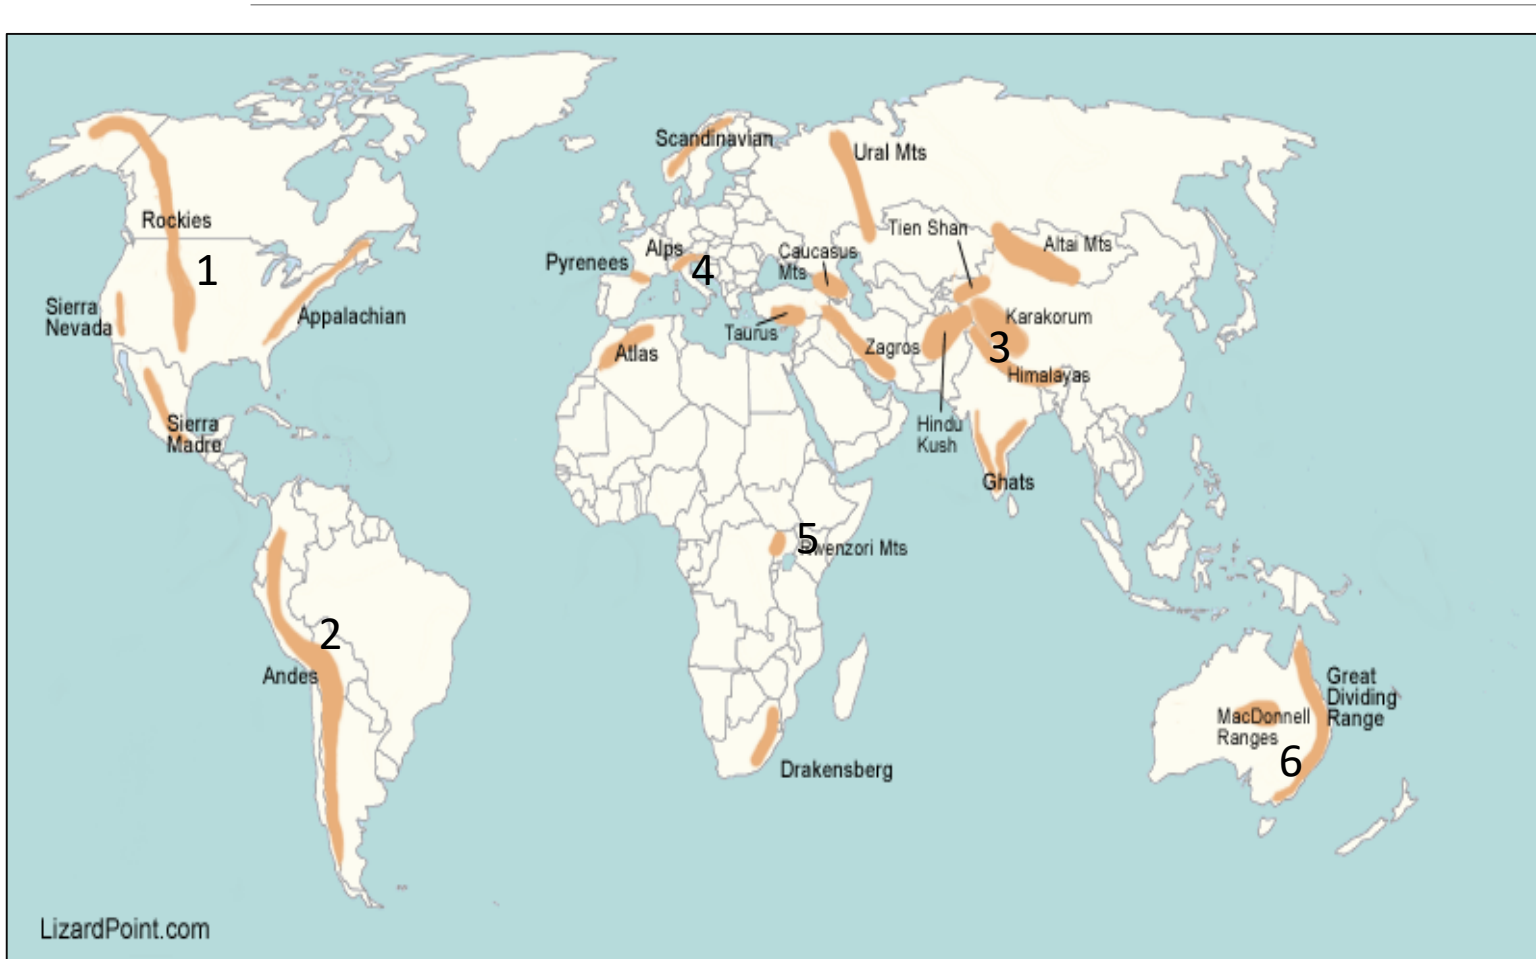 Scandinavian
Ural Mts
Rockies
Tien Shan
Altai Mts
Alps
Caucasus
Mts
Pyrenees
1
4
Sierra
Nevada
Appalachian
Taurus
Karakorum
Atlas
Zagros
3
Himalayas
Sierra
Madre
Hindu
Kush
Ghats
5
Rwenzori Mts
2
Andes
Great
Dividing
Range
MacDonnell
Ranges
6
Drakensberg
LizardPoint.com